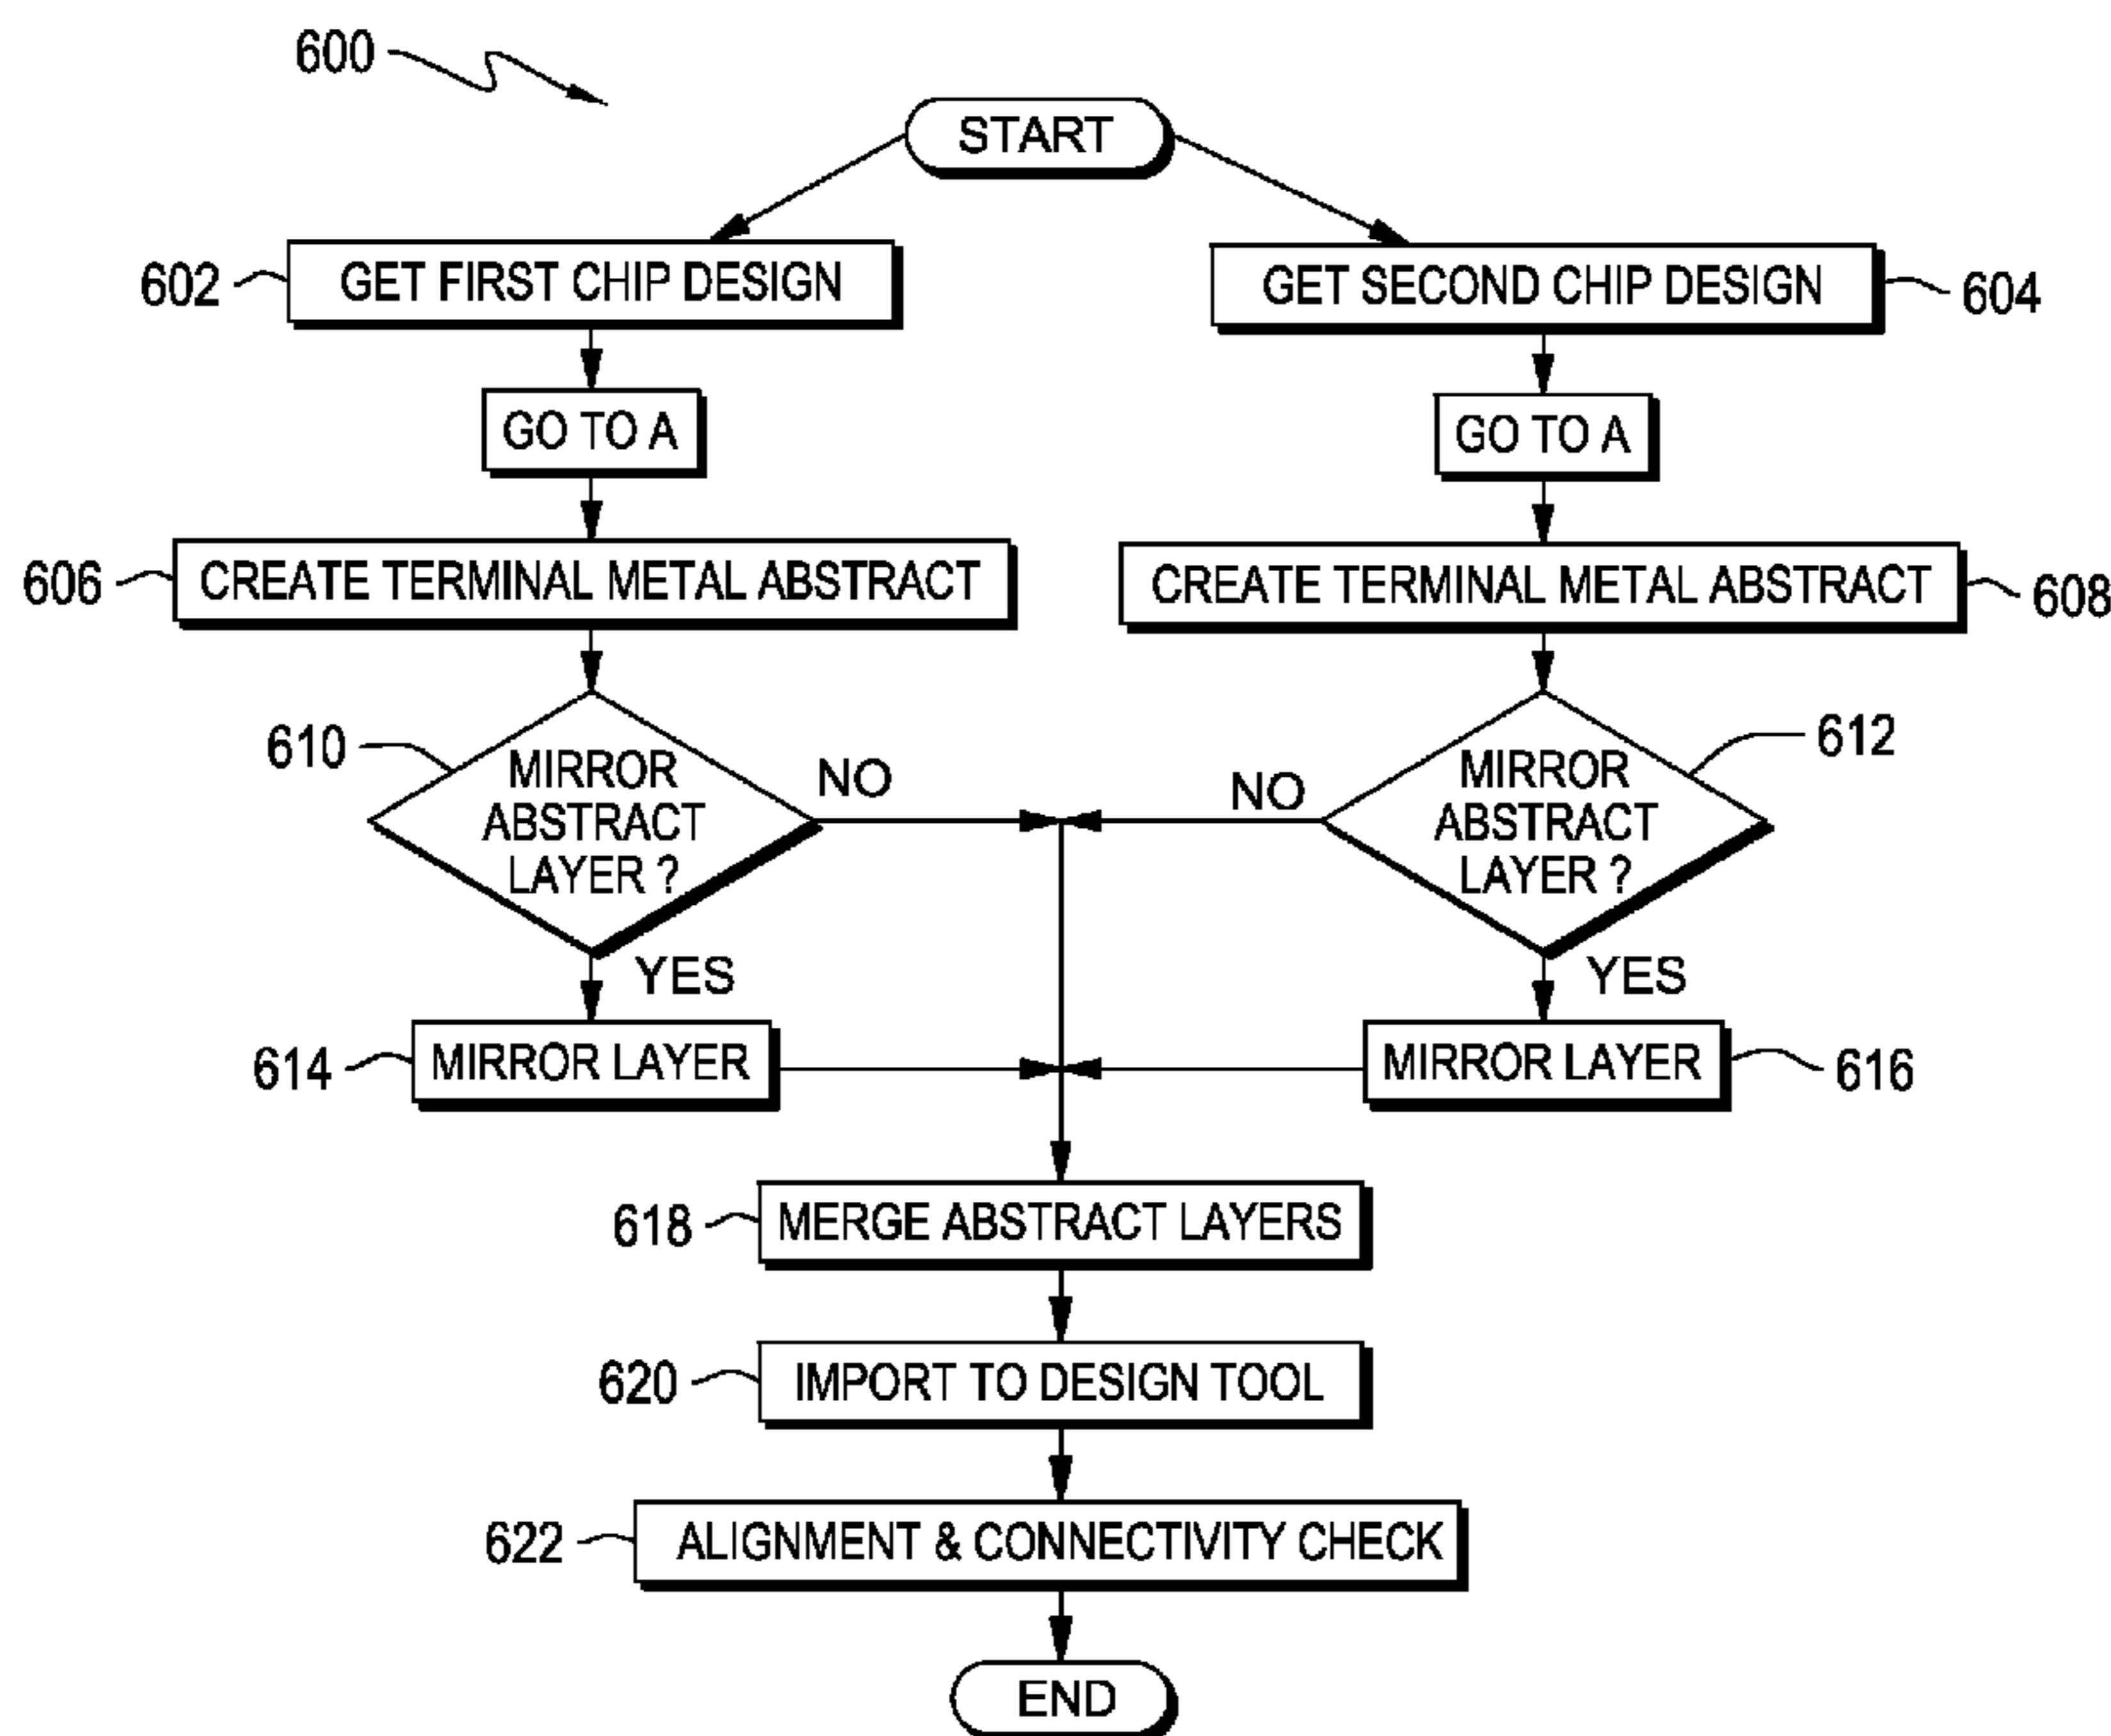 600
START
602
GET FIRST CHIP DESIGN
GET SECOND CHIP DESIGN
604
GO TO A
GO TO A
606
CREATE TERMINAL METAL ABSTRACT
CREATE TERMINAL METAL ABSTRACT
608
610
MIRROR
ABSTRACT
LAYER ?
NO
NO
MIRROR
ABSTRACT
LAYER ?
612
YES
YES
614
MIRROR LAYER
MIRROR LAYER
616
618
MERGE ABSTRACT LAYERS
620
IMPORT TO DESIGN TOOL
622
ALIGNMENT & CONNECTIVITY CHECK
END